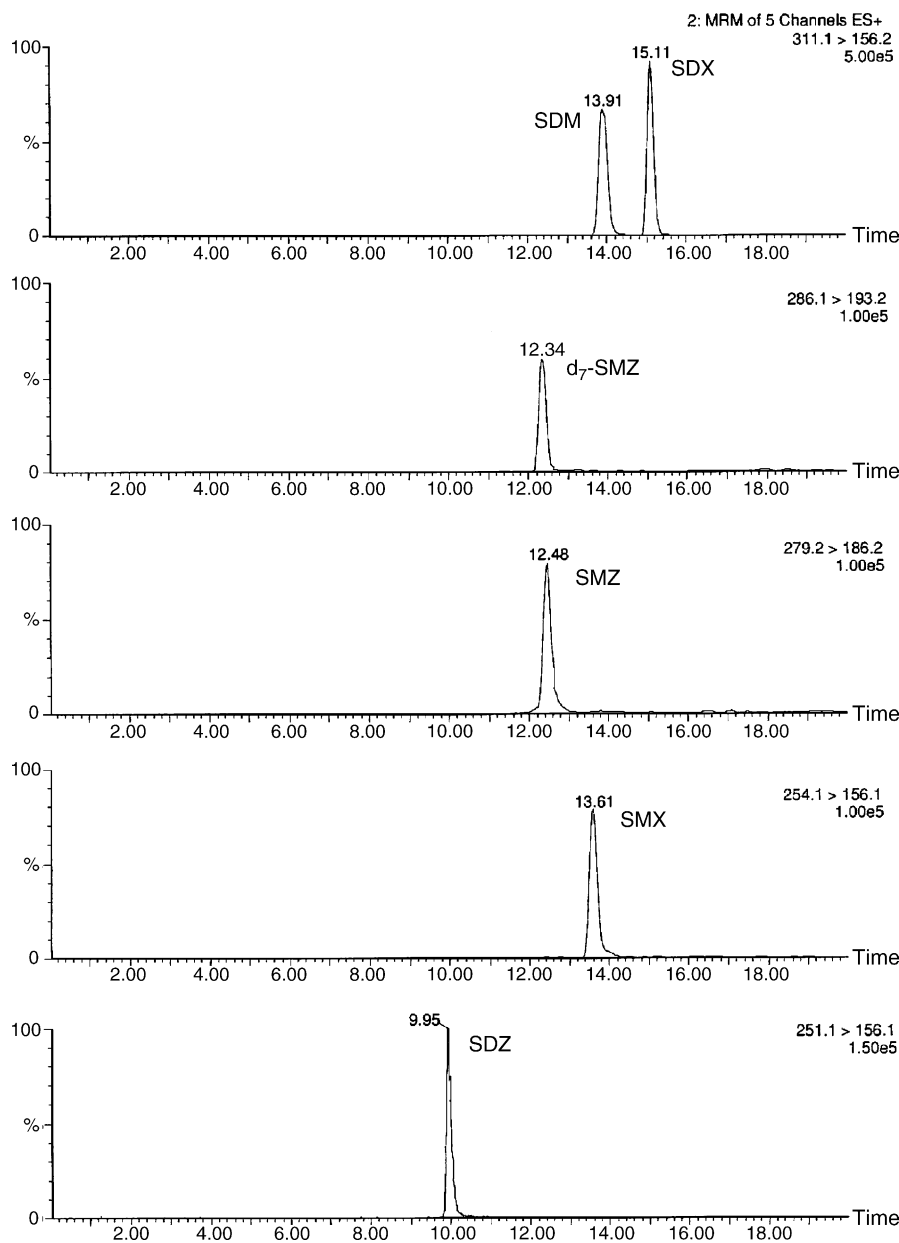 2: MRM of 5 Channels ES+
311.1 > 156.2
5.00e5
100
%
0
SDM
13.91
15.11
SDX
2.00 4.00 6.00 8.00 10.00 12.00 14.00 16.00 18.00
Time
286.1 > 193.2
1.00e5
100
%
0
12.34
d₇-SMZ
2.00 4.00 6.00 8.00 10.00 12.00 14.00 16.00 18.00
Time
279.2 > 186.2
1.00e5
100
%
0
12.48
SMZ
2.00 4.00 6.00 8.00 10.00 12.00 14.00 16.00 18.00
Time
254.1 > 156.1
1.00e5
100
%
0
13.61
SMX
2.00 4.00 6.00 8.00 10.00 12.00 14.00 16.00 18.00
Time
251.1 > 156.1
1.50e5
100
%
0
9.95
SDZ
2.00 4.00 6.00 8.00 10.00 12.00 14.00 16.00 18.00
Time